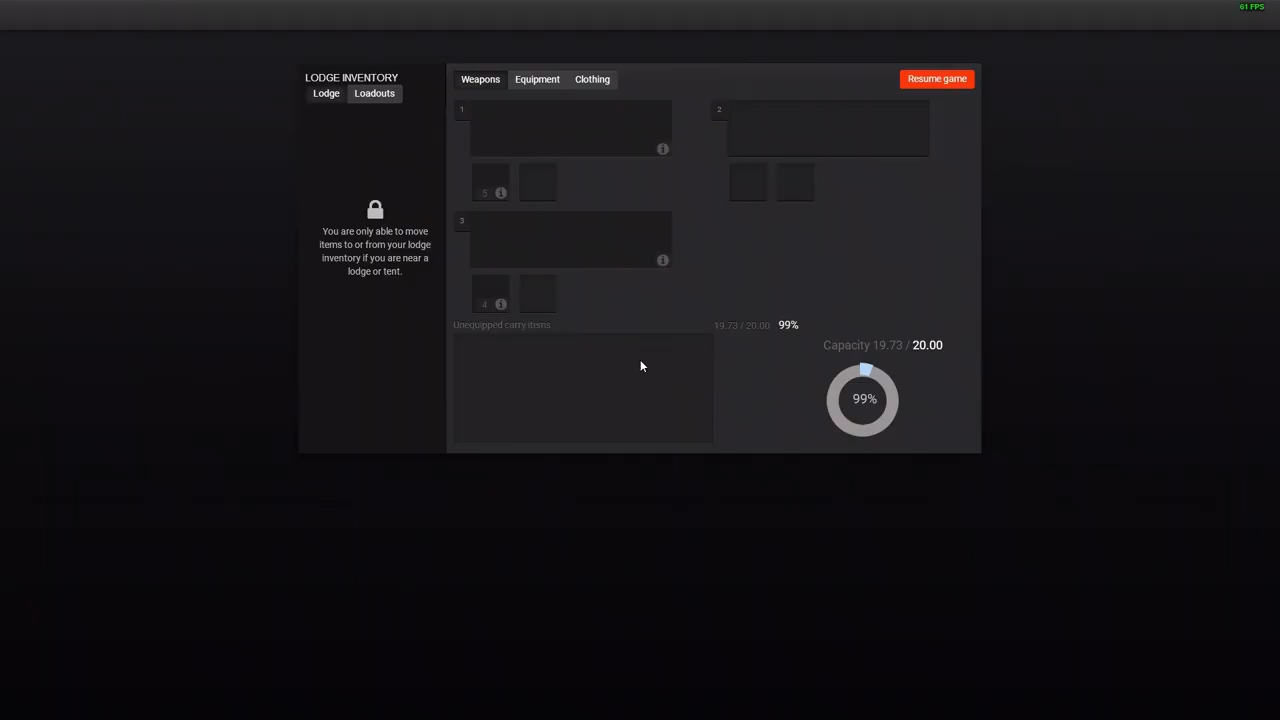 61 FPS
LODGE INVENTORY
Lodge Loadouts
Weapons Equipment Clothing
Resume game
1
2
5
3
4
You are only able to move
items to or from your lodge
inventory if you are near a
lodge or tent.
Unequipped carry items
19.73 / 20.00 99%
Capacity 19.73 / 20.00
99%